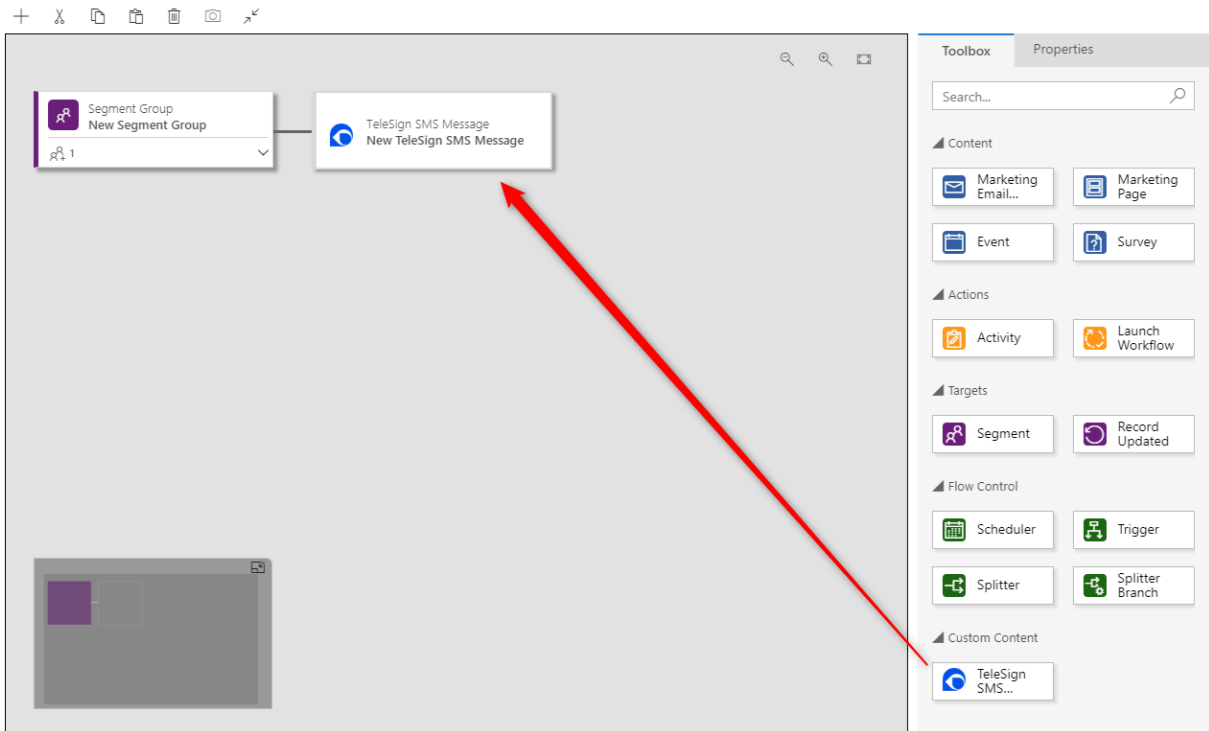 Segment Group
New Segment Group
1
TeleSign SMS Message
New TeleSign SMS Message
Toolbox
Properties
Search...
Content
Marketing
Email...
Marketing
Page
Event
Survey
Actions
Activity
Launch
Workflow
Targets
Segment
Record
Updated
Flow Control
Scheduler
Trigger
Splitter
Splitter
Branch
Custom Content
TeleSign
SMS...